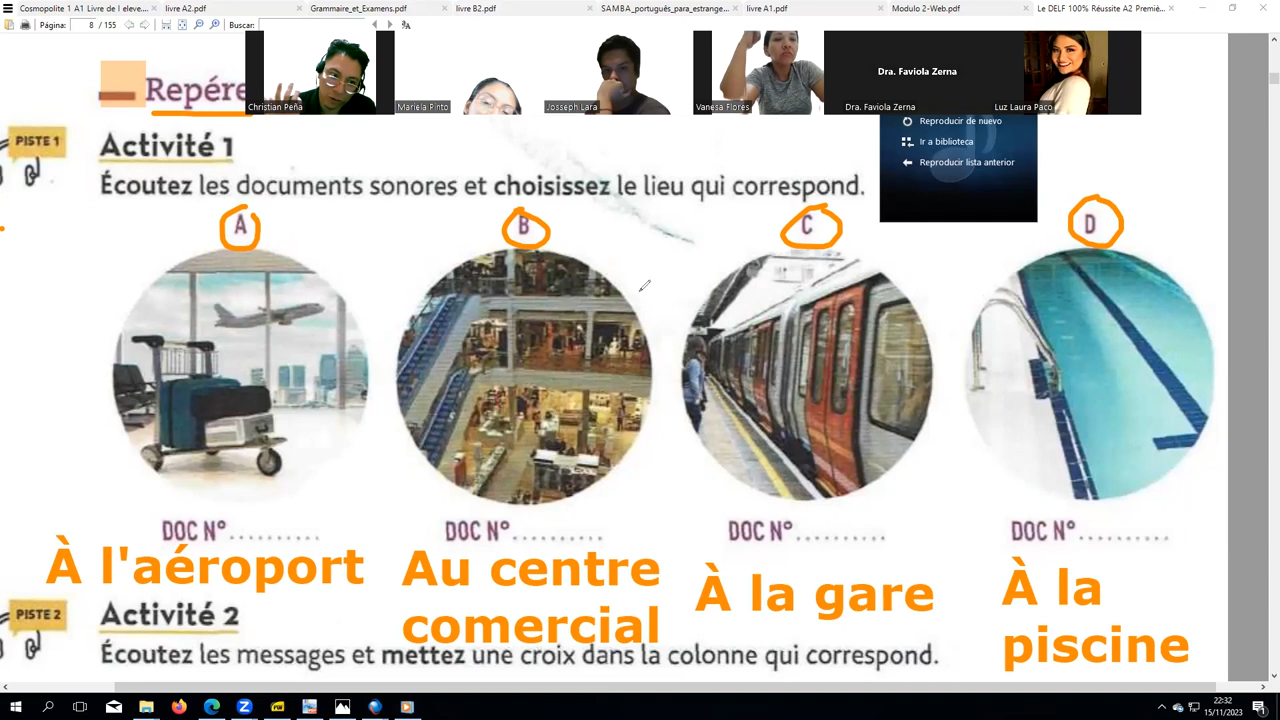 Cosmopolite 1 A1 Livre de l eleve.... livre A2.pdf Grammaire_et_Examens.pdf livre B2.pdf SAMBA_português_para_estrange... livre A1.pdf Modulo 2-Web.pdf Le DELF 100% Réussite A2 Premiè...
Página: 8 / 155 Buscar:
Repére
Christian Peña Mariela Pinto Josseph Lara Vanesa Flores Dra. Faviola Zerna Dra. Faviola Zerna Luz Laura Paco
Reproducir de nuevo
Ir a biblioteca
Reproducir lista anterior
PISTE 1
Activité 1
Écoutez les documents sonores et choisissez le lieu qui correspond.
A B C D
DOC N°.......... DOC N°.......... DOC N°.......... DOC N°..........
À l'aéroport
Au centre
comercial
À la gare
À la
piscine
PISTE 2
Activité 2
Écoutez les messages et mettez une croix dans la colonne qui correspond.
22:32
15/11/2023